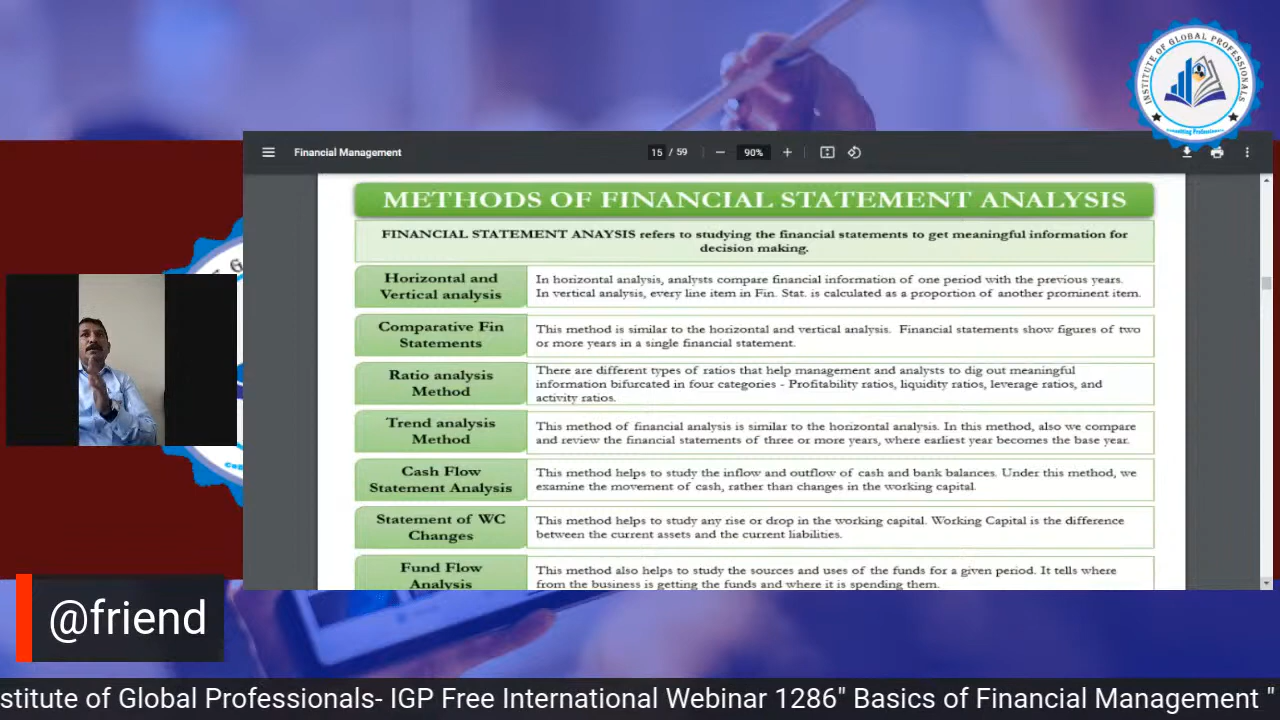 INSTITUTE OF GLOBAL PROFESSIONALS
Connecting Professionals
Financial Management
15 / 59
90%
METHODS OF FINANCIAL STATEMENT ANALYSIS
FINANCIAL STATEMENT ANAYSIS refers to studying the financial statements to get meaningful information for
decision making.
Horizontal and
Vertical analysis
In horizontal analysis, analysts compare financial information of one period with the previous years.
In vertical analysis, every line item in Fin. Stat. is calculated as a proportion of another prominent item.
Comparative Fin
Statements
This method is similar to the horizontal and vertical analysis. Financial statements show figures of two
or more years in a single financial statement.
Ratio analysis
Method
There are different types of ratios that help management and analysts to dig out meaningful
information bifurcated in four categories - Profitability ratios, liquidity ratios, leverage ratios, and
activity ratios.
Trend analysis
Method
This method of financial analysis is similar to the horizontal analysis. In this method, also we compare
and review the financial statements of three or more years, where earliest year becomes the base year.
Cash Flow
Statement Analysis
This method helps to study the inflow and outflow of cash and bank balances. Under this method, we
examine the movement of cash, rather than changes in the working capital.
Statement of WC
Changes
This method helps to study any rise or drop in the working capital. Working Capital is the difference
between the current assets and the current liabilities.
Fund Flow
Analysis
This method also helps to study the sources and uses of the funds for a given period. It tells where
from the business is getting the funds and where it is spending them.
@friend
stitute of Global Professionals- IGP Free International Webinar 1286" Basics of Financial Management "